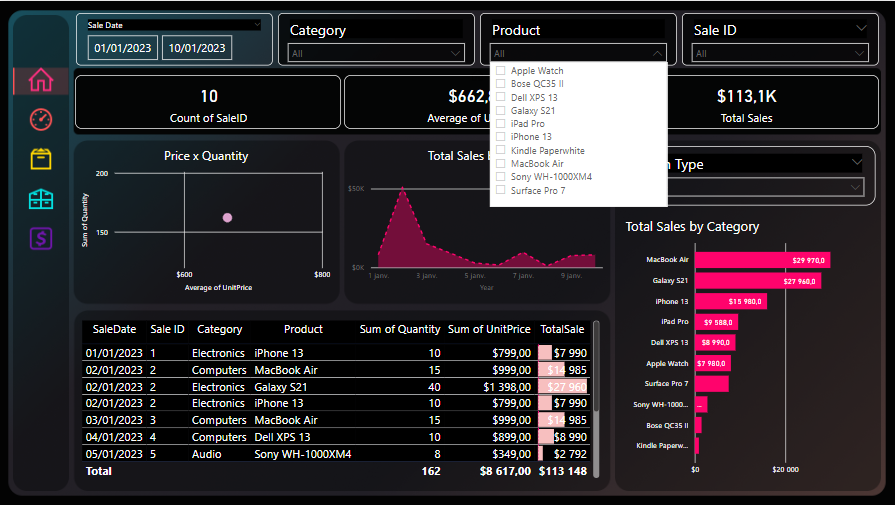 Sale Date
01/01/2023 10/01/2023
Category
All
Product
All
Sale ID
All
Apple Watch
Bose QC35 II
Dell XPS 13
Galaxy S21
iPad Pro
iPhone 13
Kindle Paperwhite
MacBook Air
Sony WH-1000XM4
Surface Pro 7
10
Count of SaleID
$662,
Average of
$113,1K
Total Sales
Price x Quantity
200
150
Sum of Quantity
$600 $800
Average of UnitPrice
Total Sales
$50K
$0K
1 janv. 3 janv. 5 janv. 7 janv. 9 janv.
Year
Type
Total Sales by Category
MacBook Air $29 970,0
Galaxy S21 $27 960,0
iPhone 13 $15 980,0
iPad Pro $9 588,0
Dell XPS 13 $8 990,0
Apple Watch $7 980,0
Surface Pro 7
Sony WH-1000... ...
Bose QC35 II
Kindle Paperw...
$0 $20 000
SaleDate Sale ID Category Product Sum of Quantity Sum of UnitPrice TotalSale
01/01/2023 1 Electronics iPhone 13 10 $799,00 $7 990
02/01/2023 2 Computers MacBook Air 15 $999,00 $14 985
02/01/2023 2 Electronics Galaxy S21 40 $1 398,00 $27 960
02/01/2023 2 Electronics iPhone 13 10 $799,00 $7 990
03/01/2023 3 Computers MacBook Air 15 $999,00 $14 985
04/01/2023 4 Computers Dell XPS 13 10 $899,00 $8 990
05/01/2023 5 Audio Sony WH-1000XM4 8 $349,00 $2 792
Total 162 $8 617,00 $113 148